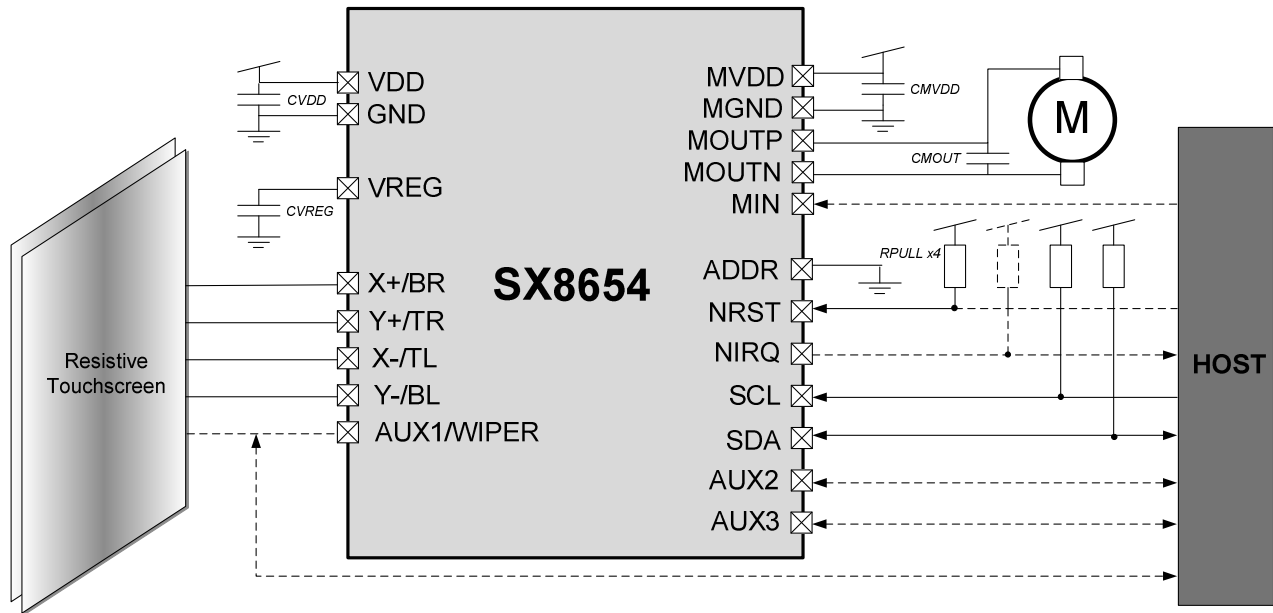 VDD
CVDD
GND
VREG
CVREG
X+/BR
Y+/TR
X-/TL
Y-/BL
AUX1/WIPER
Resistive
Touchscreen
SX8654
MVDD
CMVDD
MGND
MOUTP
CMOUT
MOUTN
MIN
M
ADDR
RPULL x4
NRST
NIRQ
SCL
SDA
AUX2
AUX3
HOST